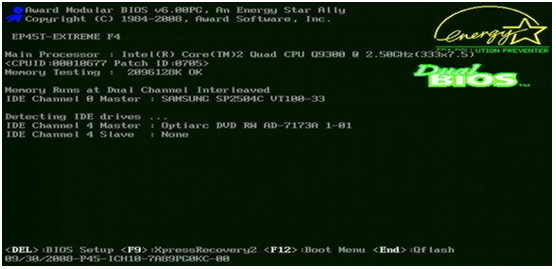 Award Modular BIOS v6.00PG, An Energy Star Ally
Copyright (C) 1984-2008, Award Software, Inc.
energy
EPA POLLUTION PREVENTER
EP45T-EXTREME F4
Main Processor : Intel(R) Core(TM)2 Quad CPU Q9300 @ 2.50GHz(333x7.5)
<CPUID:00010677 Patch ID:0705>
Memory Testing : 2096128K OK
Dual
BIOS™
Memory Runs at Dual Channel Interleaved
IDE Channel 0 Master : SAMSUNG SP2504C VT100-33
Detecting IDE drives ...
IDE Channel 4 Master : Optiarc DVD RW AD-7173A 1-01
IDE Channel 4 Slave : None
<DEL>:BIOS Setup <F9>:XpressRecovery2 <F12>:Boot Menu <End>:Qflash
09/30/2008-P45-ICH10-7A89PG0KC-00